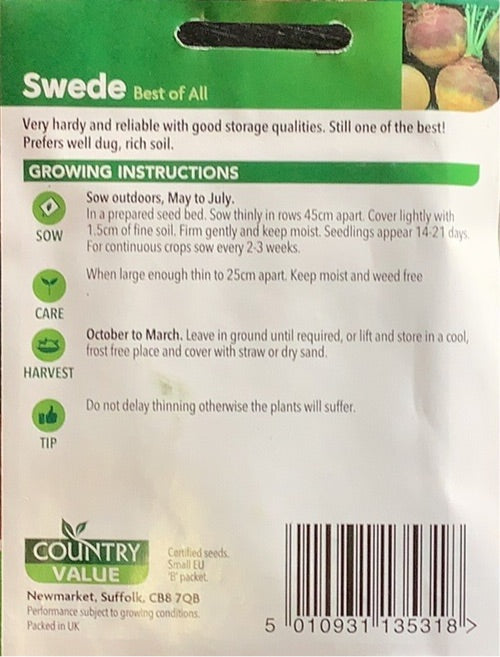 Swede Best of All
Very hardy and reliable with good storage qualities. Still one of the best!
Prefers well dug, rich soil.
GROWING INSTRUCTIONS
SOW
Sow outdoors, May to July.
In a prepared seed bed. Sow thinly in rows 45cm apart. Cover lightly with
1.5cm of fine soil. Firm gently and keep moist. Seedlings appear 14-21 days.
For continuous crops sow every 2-3 weeks.
CARE
When large enough thin to 25cm apart. Keep moist and weed free
.
HARVEST
October to March. Leave in ground until required, or lift and store in a cool,
frost free place and cover with straw or dry sand.
TIP
Do not delay thinning otherwise the plants will suffer.
COUNTRY
VALUE
Certified seeds.
Small EU
'B' packet.
Newmarket, Suffolk, CB8 7QB
Performance subject to growing conditions.
Packed in UK
5 010931 135318 >